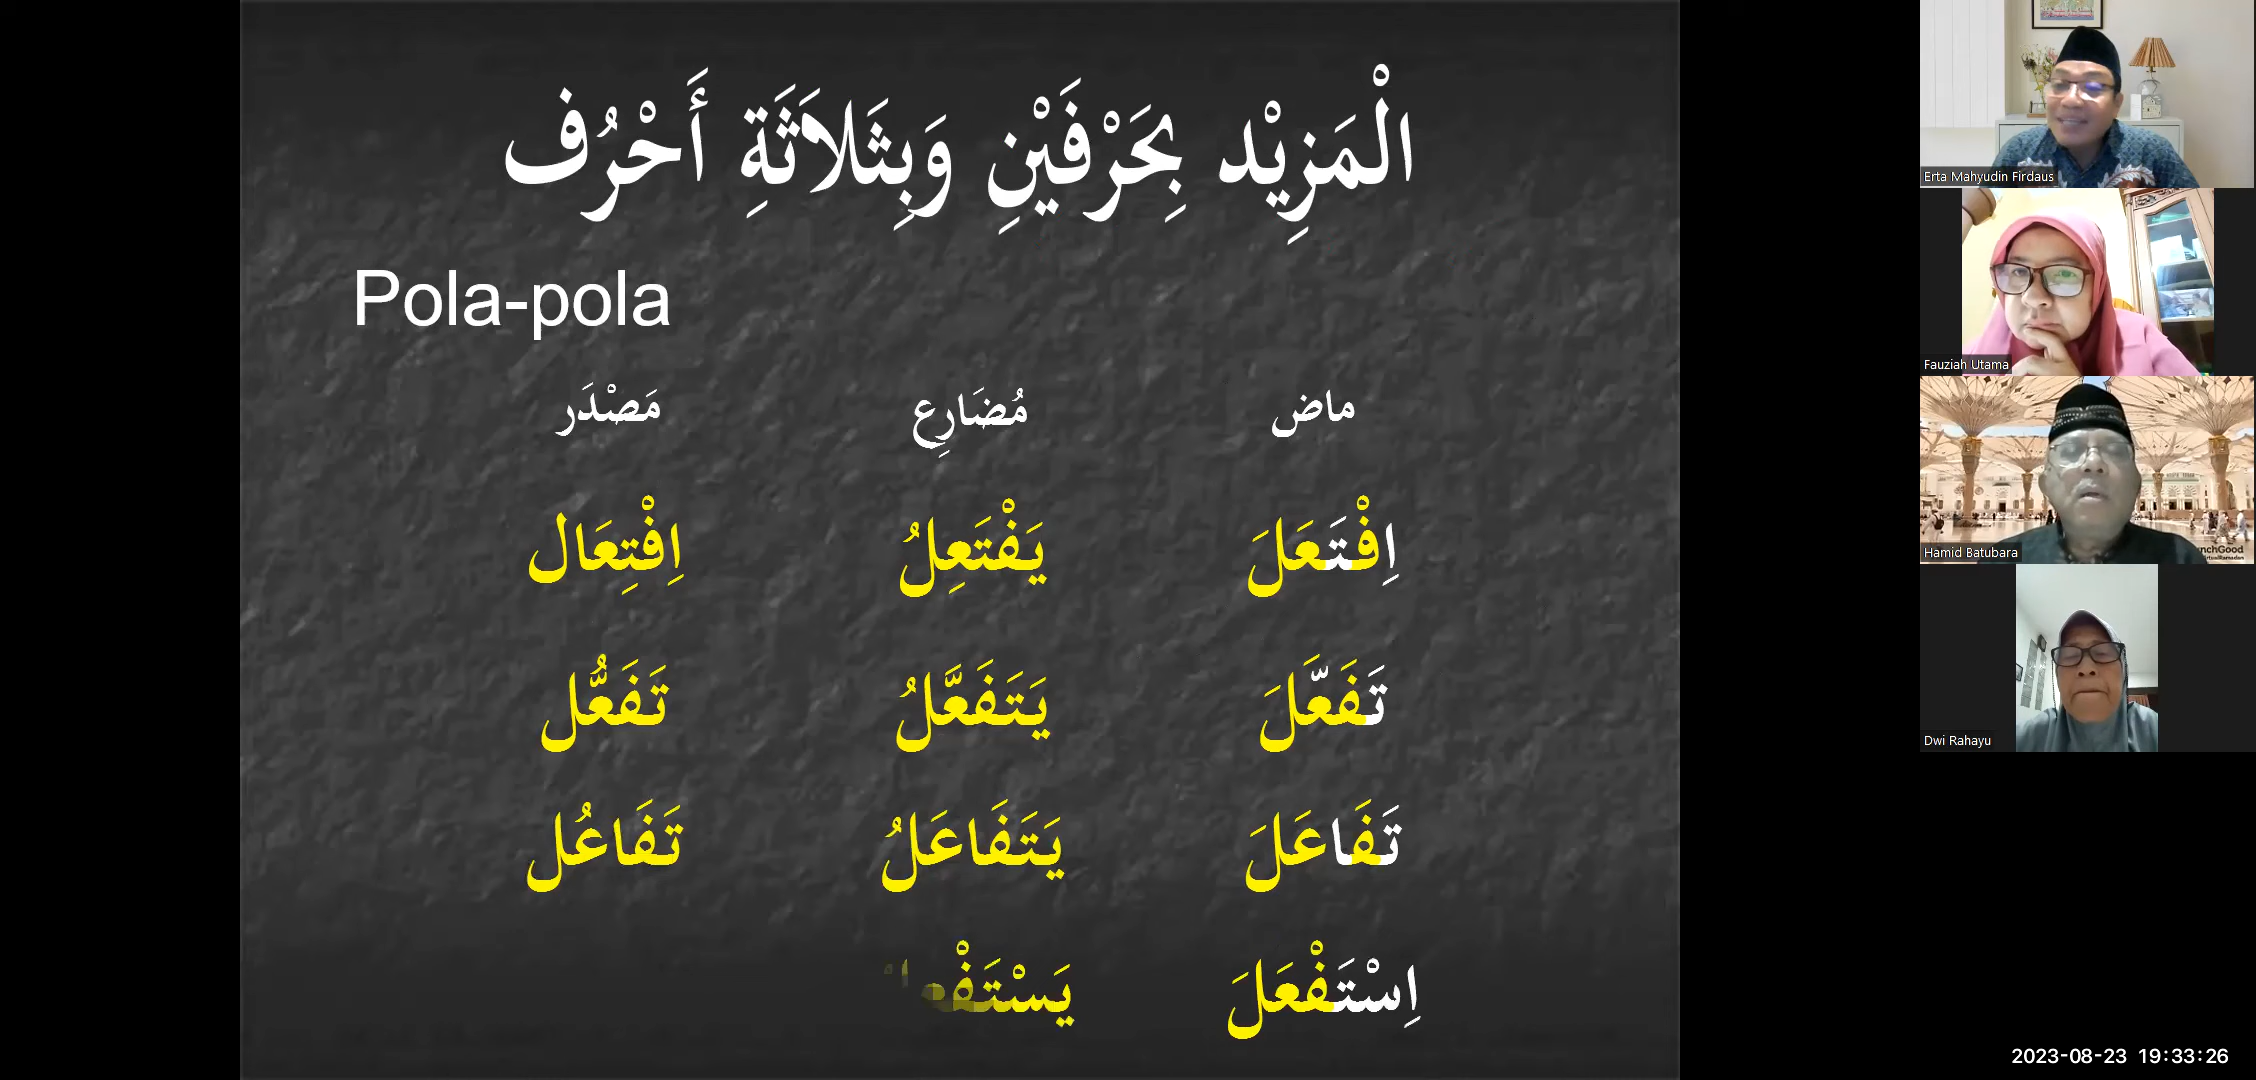 الْمَزِيْد بِحَرْفَيْنِ وَبِثَلاَثَةِ أَحْرُف
Pola-pola
ماض مُضَارِع مَصْدَر
اِفْتَعَلَ يَفْتَعِلُ اِفْتِعَال
تَفَعَّلَ يَتَفَعَّلُ تَفَعُّل
تَفَاعَلَ يَتَفَاعَلُ تَفَاعُل
اِسْتَفْعَلَ
Erta Mahyudin Firdaus
Fauziah Utama
Hamid Batubara
Dwi Rahayu
2023-08-23 19:33:26